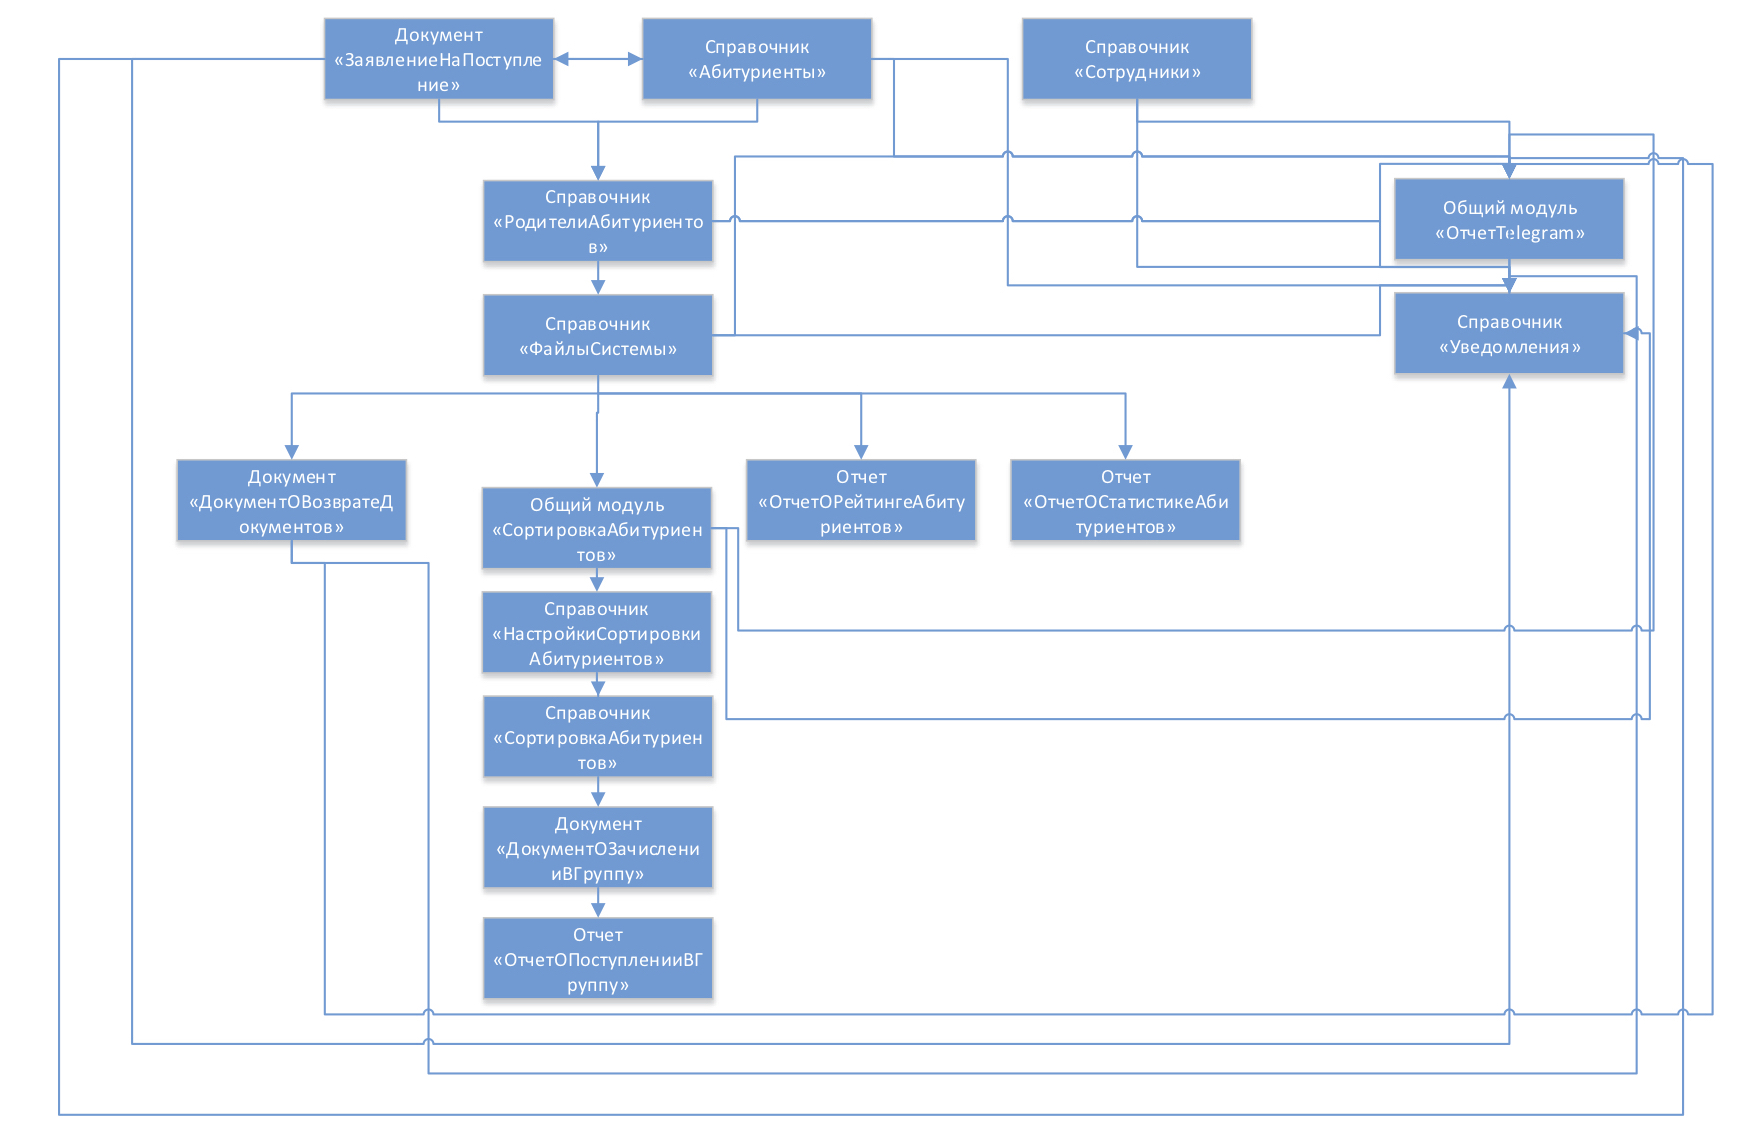 Документ
«ЗаявлениеНаПоступле
ние»
Справочник
«Абитуриенты»
Справочник
«Сотрудники»
Справочник
«РодителиАбитуриенто
в»
Общий модуль
«ОтчетTelegram»
Справочник
«ФайлыСистемы»
Справочник
«Уведомления»
Документ
«ДокументОВозвратеД
окументов»
Общий модуль
«СортировкаАбитуриен
тов»
Отчет
«ОтчетОРейтингеАбиту
риентов»
Отчет
«ОтчетОСтатистикеАби
туриентов»
Справочник
«НастройкиСортировки
Абитуриентов»
Справочник
«СортировкаАбитуриен
тов»
Документ
«ДокументОЗачислени
иВГруппу»
Отчет
«ОтчетОПоступленииВГ
руппу»